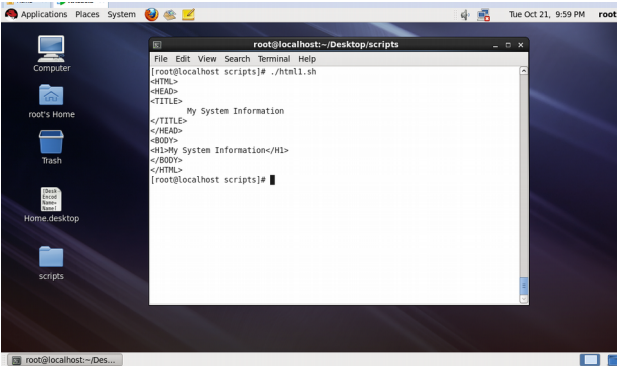 Applications Places System
Tue Oct 21, 9:59 PM root
Computer
root's Home
Trash
Home.desktop
scripts
root@localhost:~/Desktop/scripts
File Edit View Search Terminal Help
[root@localhost scripts]# ./html1.sh
<HTML>
<HEAD>
<TITLE>
My System Information
</TITLE>
</HEAD>
<BODY>
<H1>My System Information</H1>
</BODY>
</HTML>
[root@localhost scripts]#
root@localhost:~/Des...